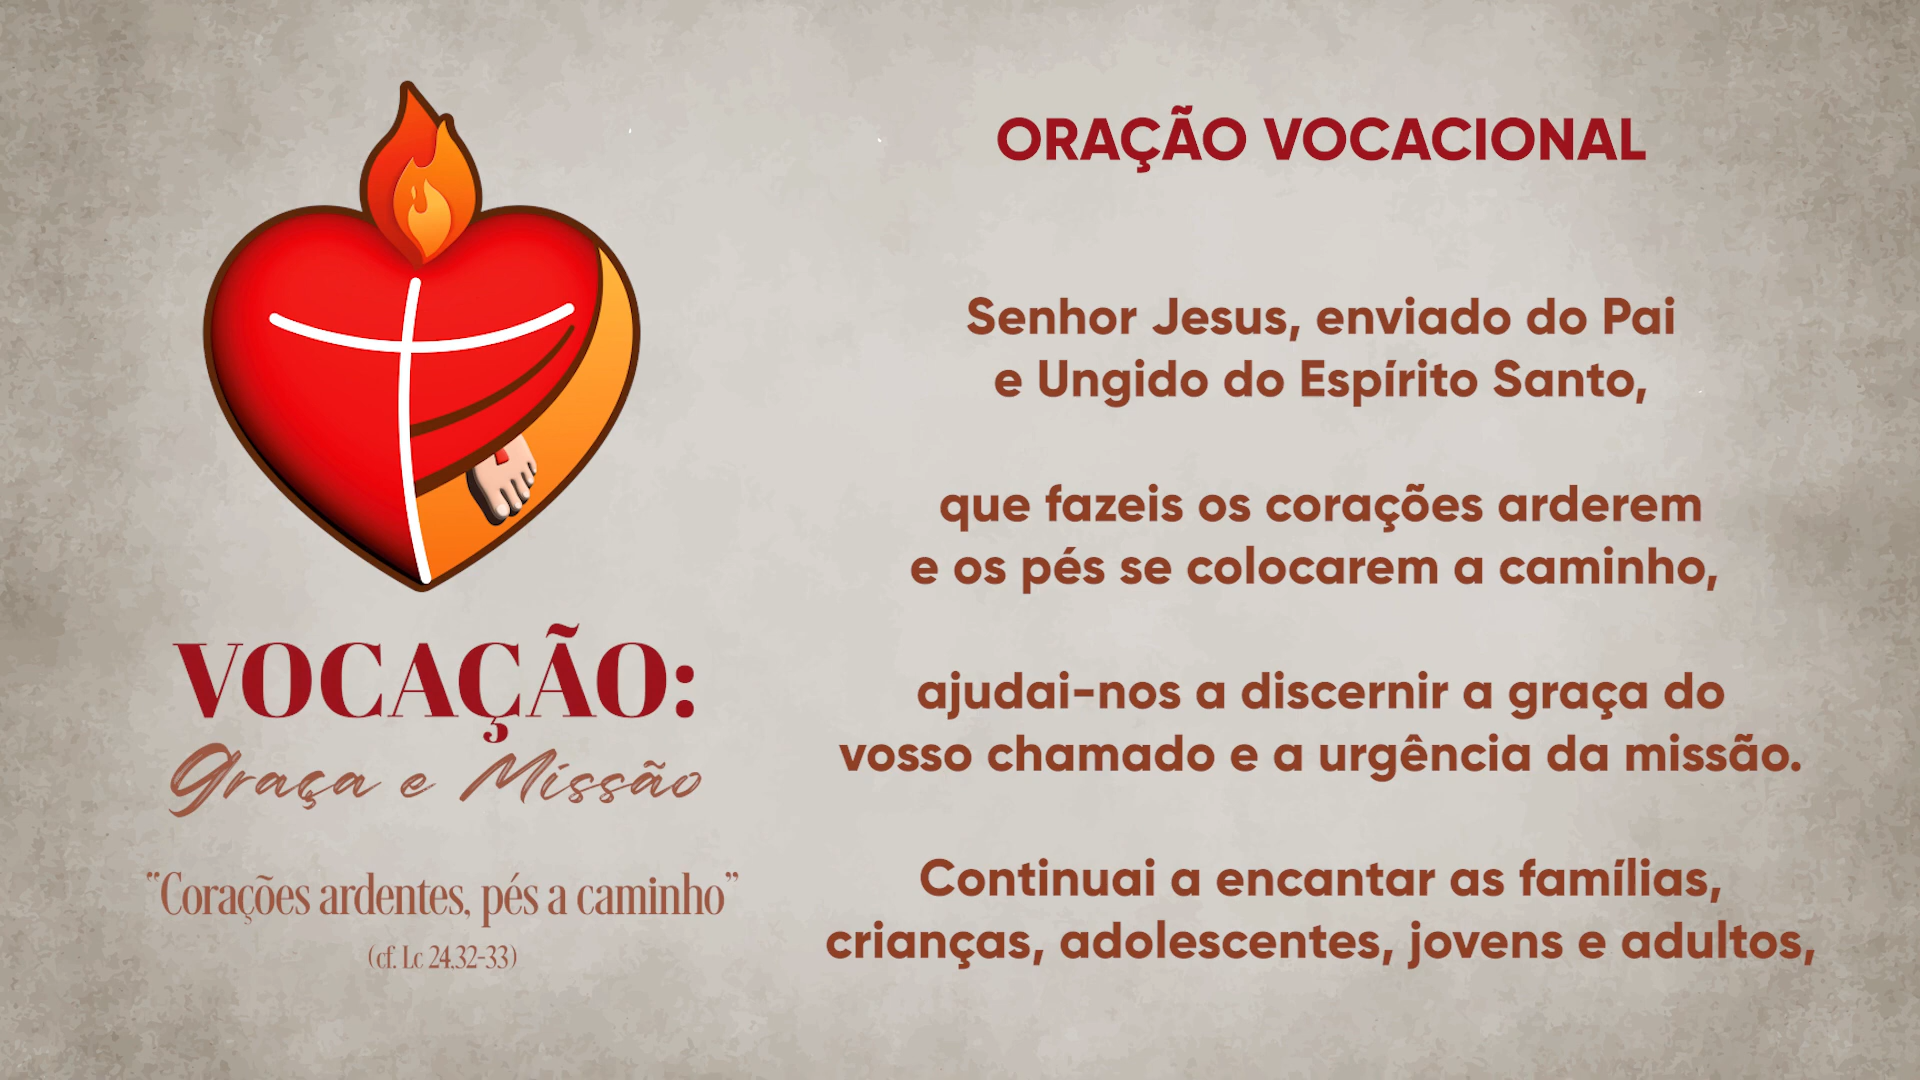 VOCAÇÃO:
Graça e Missão
“Corações ardentes, pés a caminho”
(cf. Lc 24,32-33)
ORAÇÃO VOCACIONAL
Senhor Jesus, enviado do Pai
e Ungido do Espírito Santo,
que fazeis os corações arderem
e os pés se colocarem a caminho,
ajudai-nos a discernir a graça do
vosso chamado e a urgência da missão.
Continuai a encantar as famílias,
crianças, adolescentes, jovens e adultos,